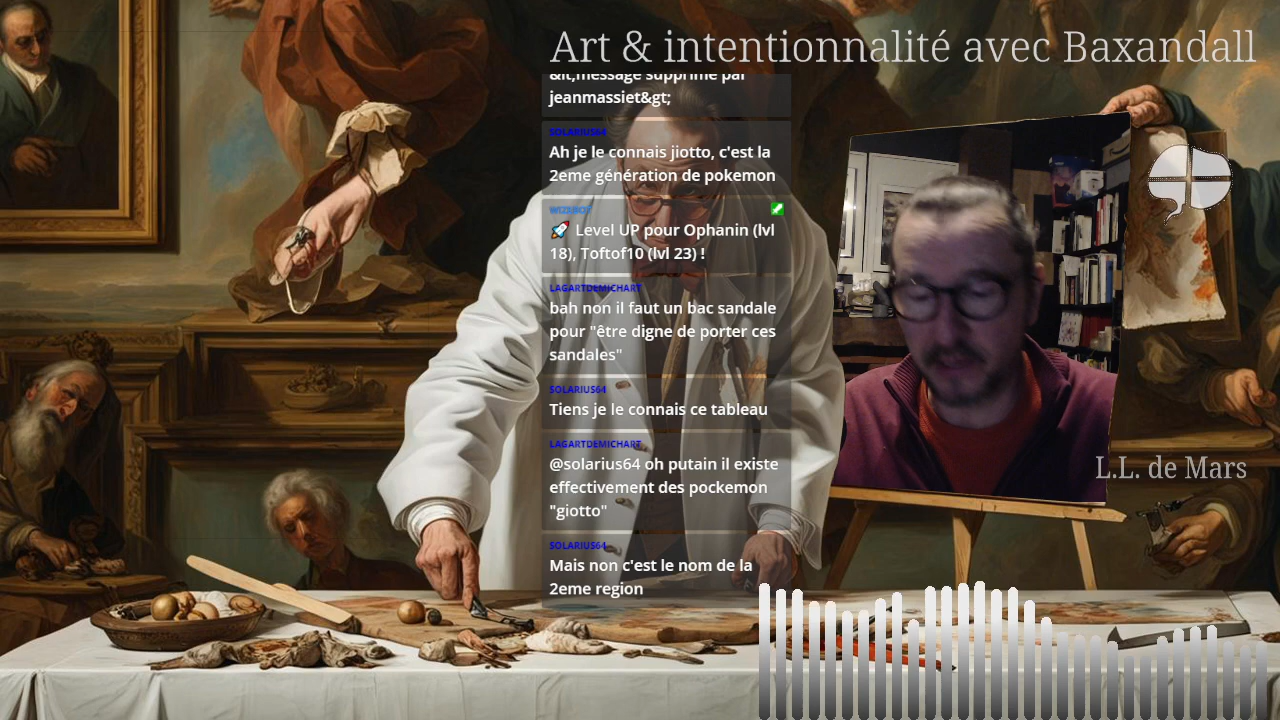 Art & intentionnalité avec Baxandall
&lt;message supprimé par
jeanmassiet&gt;
SOLARIUS64
Ah je le connais jiotto, c'est la
2eme génération de pokemon
WIZEBOT
🚀 Level UP pour Ophanin (lvl
18), Toftof10 (lvl 23) !
LAGARTDEMICHART
bah non il faut un bac sandale
pour "être digne de porter ces
sandales"
SOLARIUS64
Tiens je le connais ce tableau
LAGARTDEMICHART
@solarius64 oh putain il existe
effectivement des pockemon
"giotto"
SOLARIUS64
Mais non c'est le nom de la
2eme region
L.L. de Mars